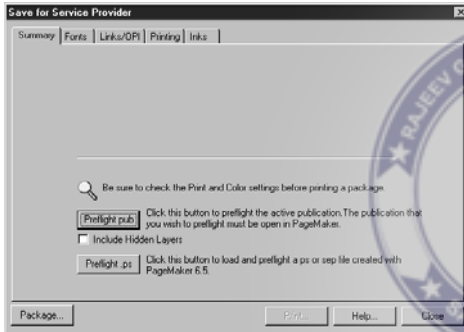 Save for Service Provider
Summary Fonts Links/OPI Printing Inks
Be sure to check the Print and Color settings before printing a package.
Preflight pub Click this button to preflight the active publication.The publication that
you wish to preflight must be open in PageMaker.
Include Hidden Layers
Preflight .ps Click this button to load and preflight a ps or sep file created with
PageMaker 6.5.
Package... Print... Help... Close
RAJEEV